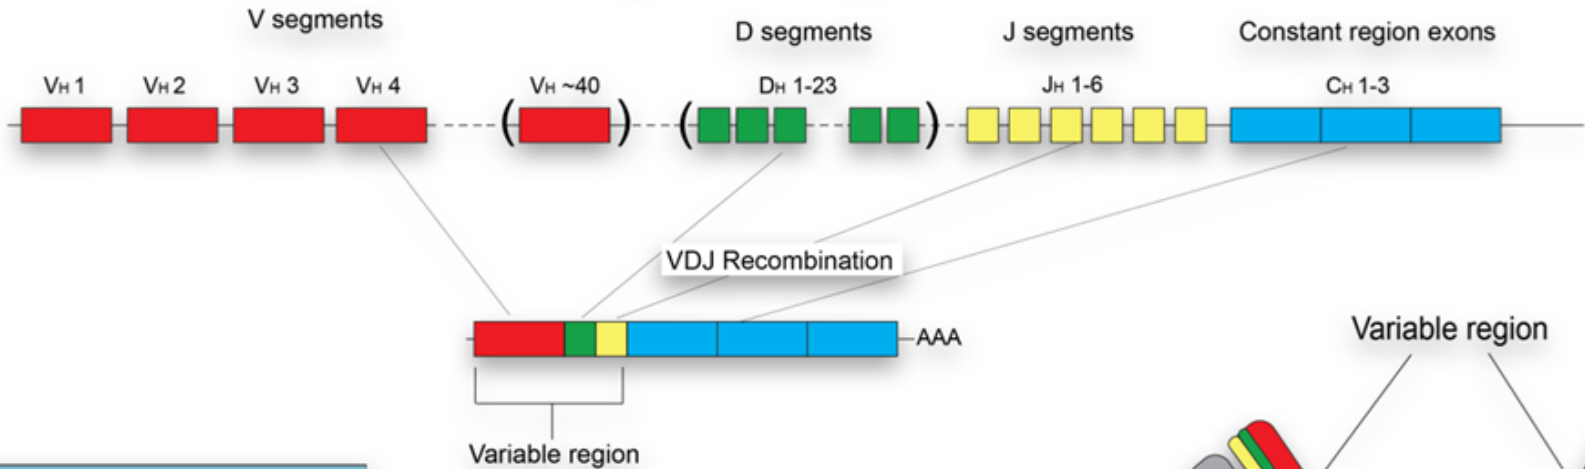 V segments
D segments
J segments
Constant region exons
VH 1
VH 2
VH 3
VH 4
( VH ~40 )
( DH 1-23 )
JH 1-6
CH 1-3
VDJ Recombination
AAA
Variable region
Variable region